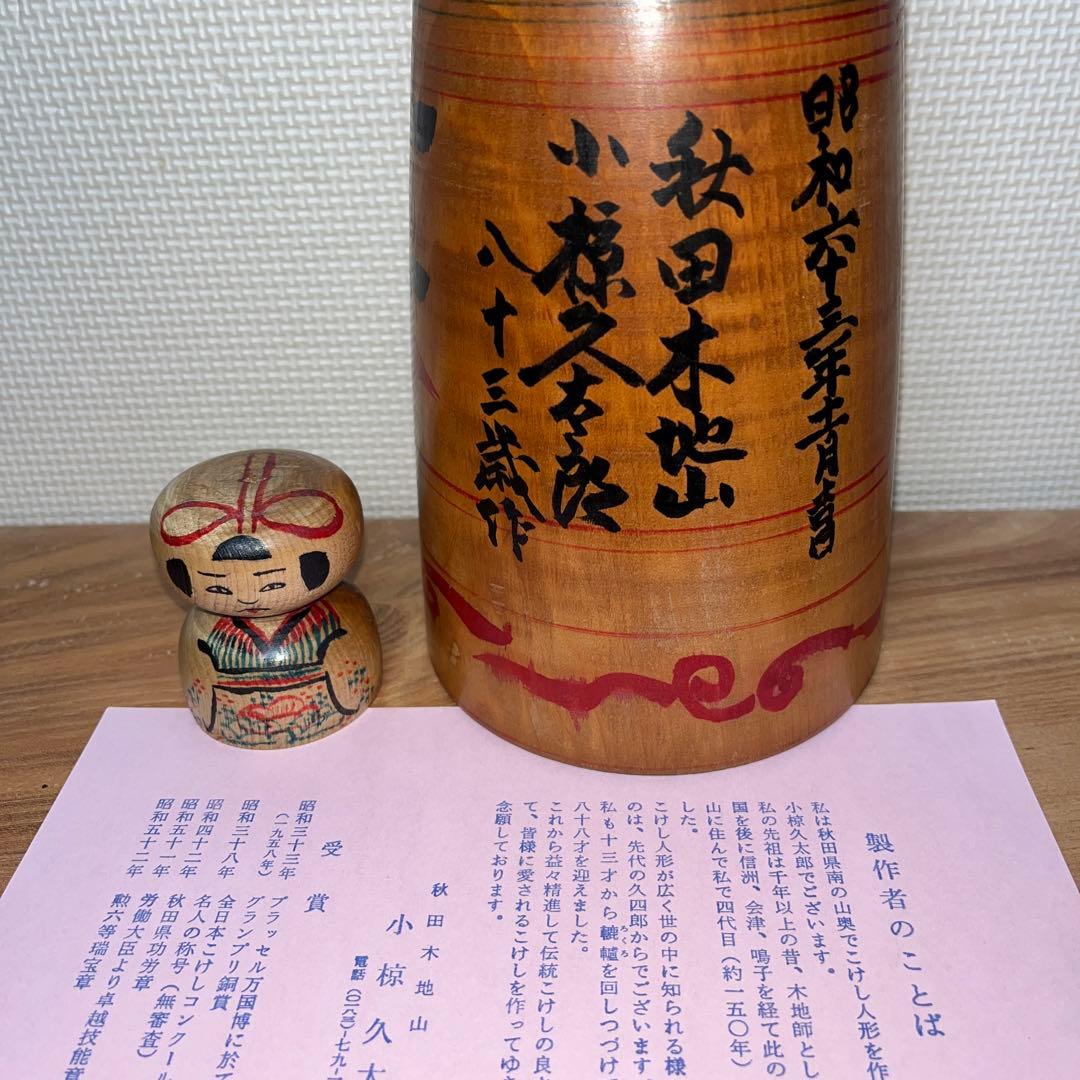 昭和六十三年十一月吉日
秋田木地山
小椋久太郎
八十三歳作
製作者のことば
私は秋田県南の山奥でこけし人形を作
小椋久太郎でございます。
私の先祖は千年以上の昔、木地師とし
国を後に信洲、会津、鳴子を経て此の
山に住んで私で四代目（約一五〇年）
した。
こけし人形が広く世の中に知られる様
のは、先代の久四郎からでございます
私も十三才から轆轤を回しつづけ
ろくろ
八十八才を迎えました。
これから益々精進して伝統こけしの良
て、皆様に愛されるこけしを作ってゆ
念願しております。
秋田木地山
小椋久太
電話（〇一八三）七九ー
受賞
昭和三十三年
（一九五八年）
ブラッセル万国博に於て
グランプリ銅賞
昭和三十八年
全日本こけしコンクール
昭和四十二年
名人の称号（無審査）
昭和五十一年
秋田県功労章
労働大臣より卓越技能章
昭和五十二年
勲六等瑞宝章